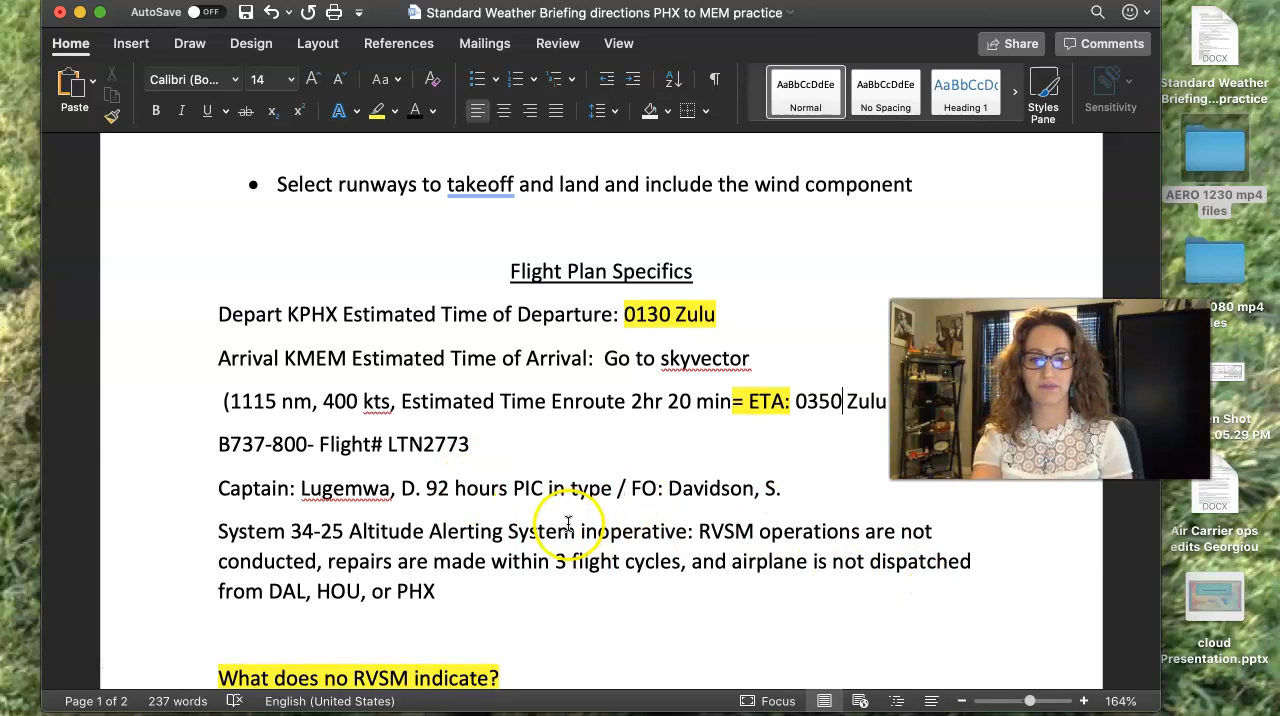 AutoSave OFF Standard Weather Briefing directions PHX to MEM practice
Home Insert Draw Design Layout References Mailings Review View Share Comments
Paste Calibri (Bo... 14 Aa AaBbCcDdEe AaBbCcDdEe AaBbCcDc
Normal No Spacing Heading 1 Styles Pane Sensitivity
Select runways to takeoff and land and include the wind component
Flight Plan Specifics
Depart KPHX Estimated Time of Departure: 0130 Zulu
Arrival KMEM Estimated Time of Arrival: Go to skyvector
(1115 nm, 400 kts, Estimated Time Enroute 2hr 20 min= ETA: 0350 Zulu
B737-800- Flight# LTN2773
Captain: Lugemwa, D. 92 hours PIC in type / FO: Davidson, S.
System 34-25 Altitude Alerting System inoperative: RVSM operations are not
conducted, repairs are made within 3 flight cycles, and airplane is not dispatched
from DAL, HOU, or PHX
What does no RVSM indicate?
Page 1 of 2 237 words English (United States) Focus 164%
DOCX
Standard Weather
Briefing...practice
AERO 1230 mp4
files
080 mp4
DOCX
Air Carrier ops
edits Georgiou
cloud
Presentation.pptx